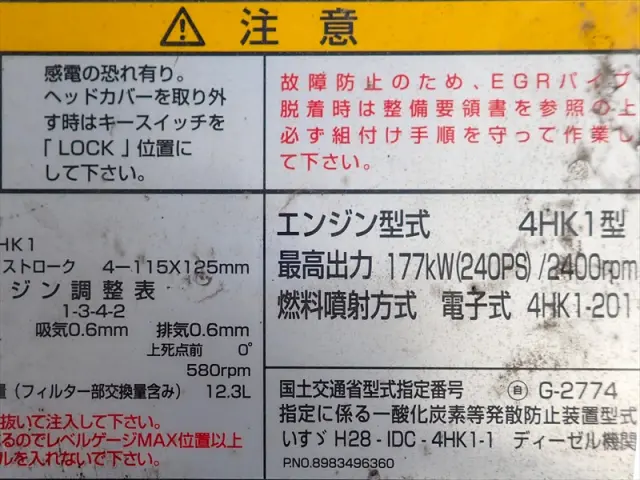 ⚠ 注 意
感電の恐れ有り。
ヘッドカバーを取り外
す時はキースイッチを
「 LOCK 」位置に
して下さい。
故障防止のため、EGRパイプ
脱着時は整備要領書を参照の上
必ず組付け手順を守って作業し
て下さい。
HK1
ストローク 4—115X125mm
ジン調整表
1-3-4-2
吸気0.6mm 排気0.6mm
上死点前 0°
580rpm
量 (フィルター部交換量含み) 12.3L
抜いて注入して下さい。
るのでレベルゲージMAX位置以上
ルを入れないで下さい。
エンジン型式 4HK1型
最高出力 177kW(240PS) /2400rpm
燃料噴射方式 電子式 4HK1-201
国土交通省型式指定番号 自 G-2774
指定に係る一酸化炭素等発散防止装置型式
いすゞ H28 - IDC - 4HK1-1 ディーゼル機関
P.NO.8983496360